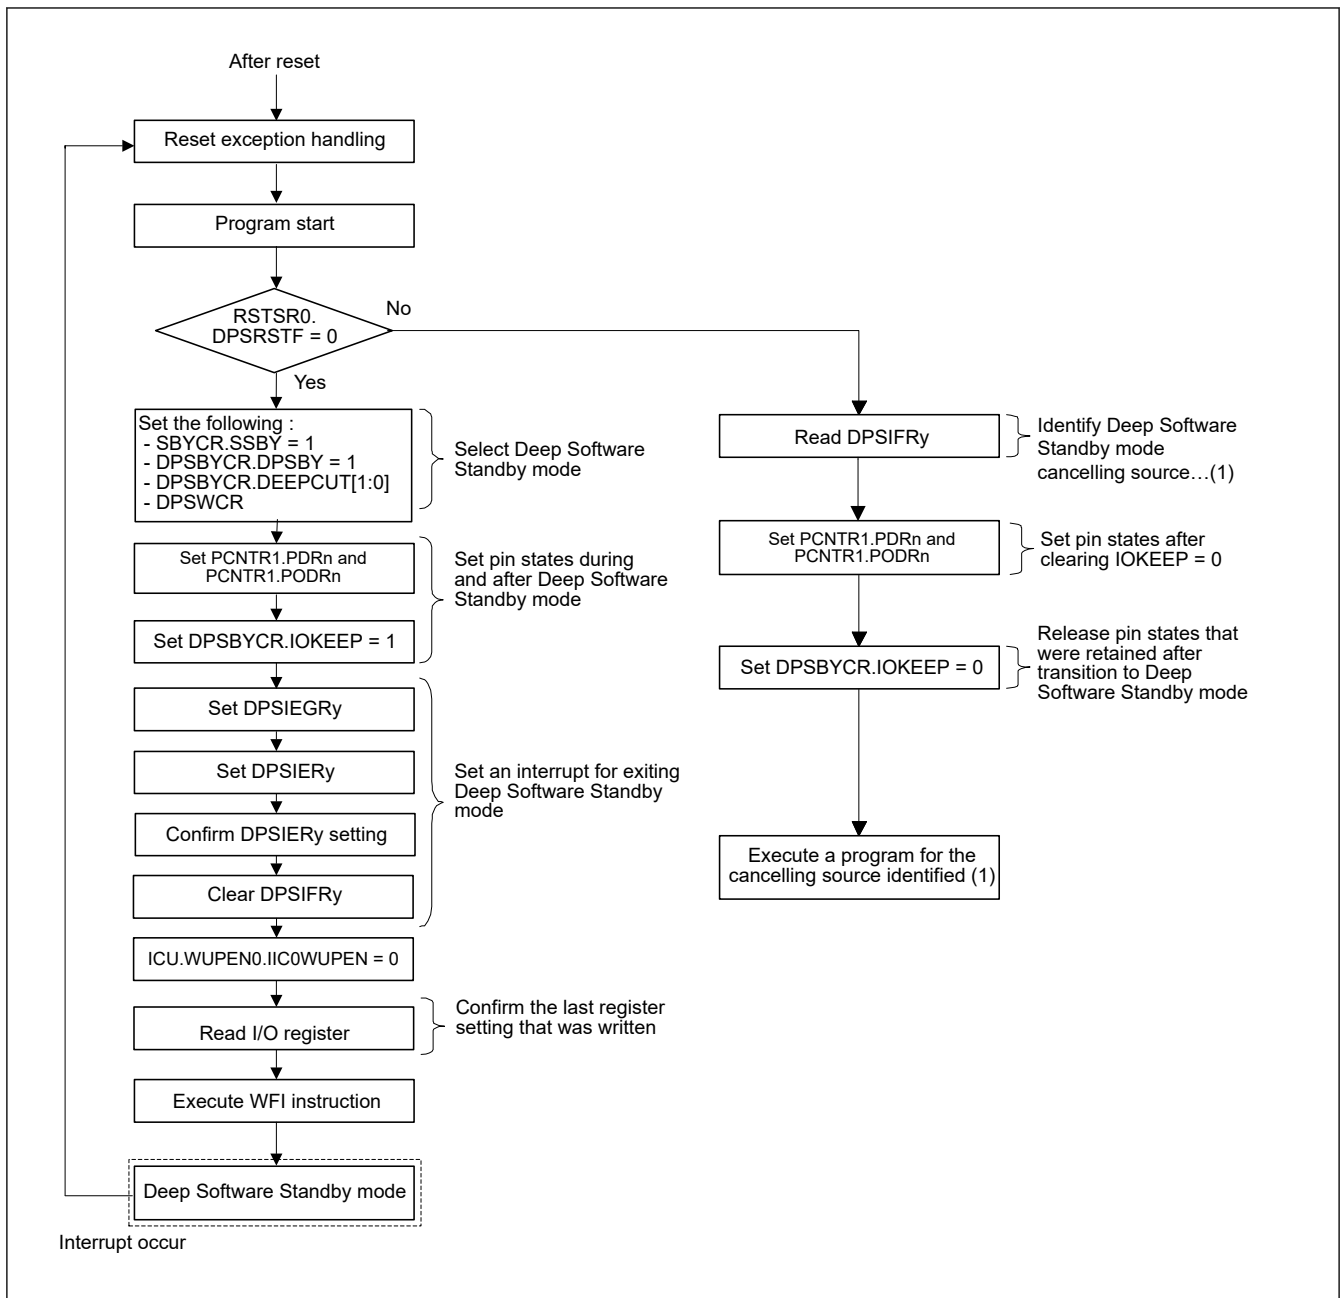 After reset
Reset exception handling
Program start
RSTSR0.
DPSRSTF = 0
No
Yes
Set the following :
- SBYCR.SSBY = 1
- DPSBYCR.DPSBY = 1
- DPSBYCR.DEEPCUT[1:0]
- DPSWCR
Select Deep Software
Standby mode
Set PCNTR1.PDRn and
PCNTR1.PODRn
Set DPSBYCR.IOKEEP = 1
Set pin states during
and after Deep Software
Standby mode
Set DPSIEGRy
Set DPSIERy
Confirm DPSIERy setting
Clear DPSIFRy
Set an interrupt for exiting
Deep Software Standby
mode
ICU.WUPEN0.IIC0WUPEN = 0
Read I/O register
Confirm the last register
setting that was written
Execute WFI instruction
Deep Software Standby mode
Interrupt occur
Read DPSIFRy
Identify Deep Software
Standby mode
cancelling source…(1)
Set PCNTR1.PDRn and
PCNTR1.PODRn
Set pin states after
clearing IOKEEP = 0
Set DPSBYCR.IOKEEP = 0
Release pin states that
were retained after
transition to Deep
Software Standby mode
Execute a program for the
cancelling source identified (1)